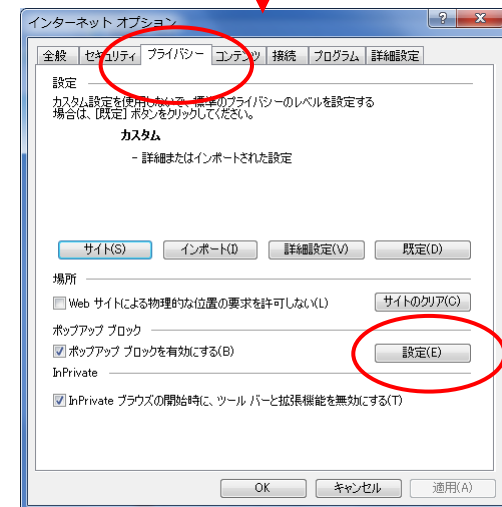 インターネット オプション
全般 セキュリティ プライバシー コンテンツ 接続 プログラム 詳細設定
設定
カスタム設定を使用しないで、標準のプライバシーのレベルを設定する
場合は、[既定] ボタンをクリックしてください。
カスタム
- 詳細またはインポートされた設定
サイト(S) インポート(I) 詳細設定(V) 既定(D)
場所
Web サイトによる物理的な位置の要求を許可しない(L) サイトのクリア(C)
ポップアップ ブロック
ポップアップ ブロックを有効にする(B) 設定(E)
InPrivate
InPrivate ブラウズの開始時に、ツール バーと拡張機能を無効にする(T)
OK キャンセル 適用(A)